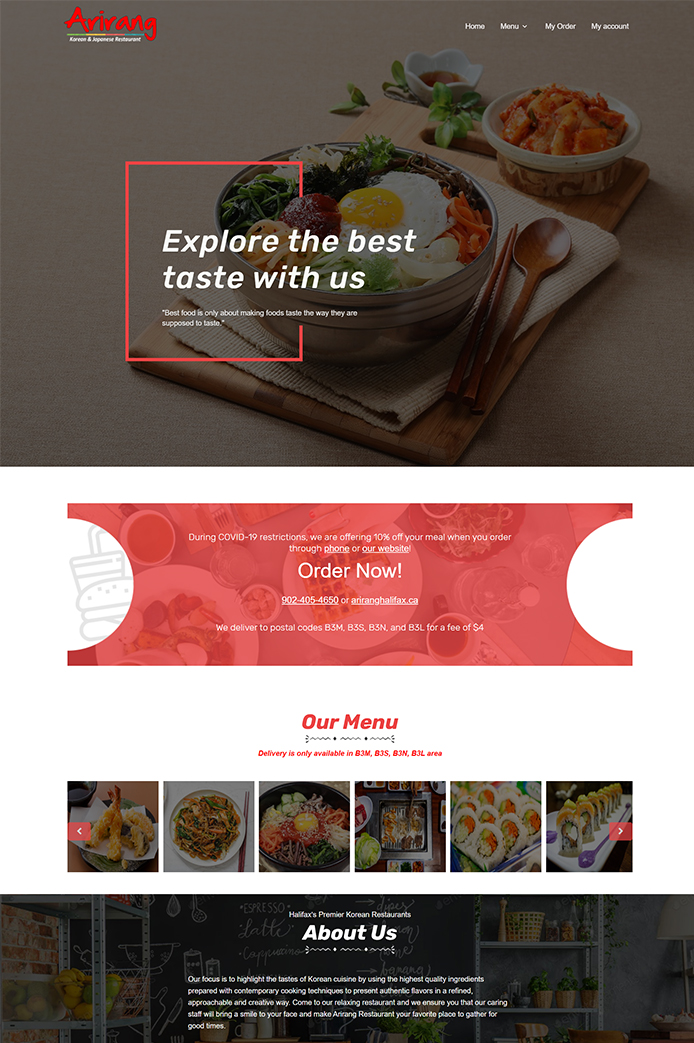 Arirang
Korean & Japanese Restaurant
Home Menu My Order My account
Explore the best
taste with us
"Best food is only about making foods taste the way they are
supposed to taste."
During COVID-19 restrictions, we are offering 10% off your meal when you order
through phone or our website!
Order Now!
902-405-4650 or ariranghalifax.ca
We deliver to postal codes B3M, B3S, B3N, and B3L for a fee of $4
Our Menu
Delivery is only available in B3M, B3S, B3N, B3L area
ESPRESSO
Latte
Cappuccino
Halifax's Premier Korean Restaurants
About Us
Our focus is to highlight the tastes of Korean cuisine by using the highest quality ingredients
prepared with contemporary cooking techniques to present authentic flavors in a refined,
approachable and creative way. Come to our relaxing restaurant and we ensure you that our caring
staff will bring a smile to your face and make Arirang Restaurant your favorite place to gather for
good times.